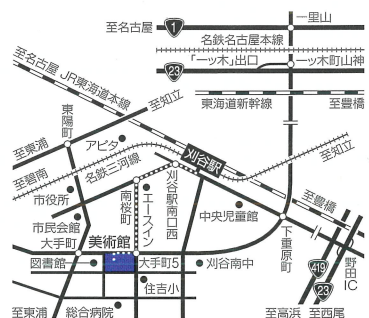 一里山
至名古屋
1
名鉄名古屋本線
「一ッ木」出口
一ッ木町山神
23
至名古屋
JR東海道本線
東海道新幹線
至豊橋
至知立
東陽町
アピタ
刈谷駅
至知立
至東浦
名鉄三河線
至碧南
刈谷駅南口西
至豊橋
市役所
南桜町
エースイン
中央児童館
市民会館
大手町
美術館
下重原町
図書館
大手町5
刈谷南中
419
野田IC
住吉小
23
至東浦
総合病院
至高浜
至西尾